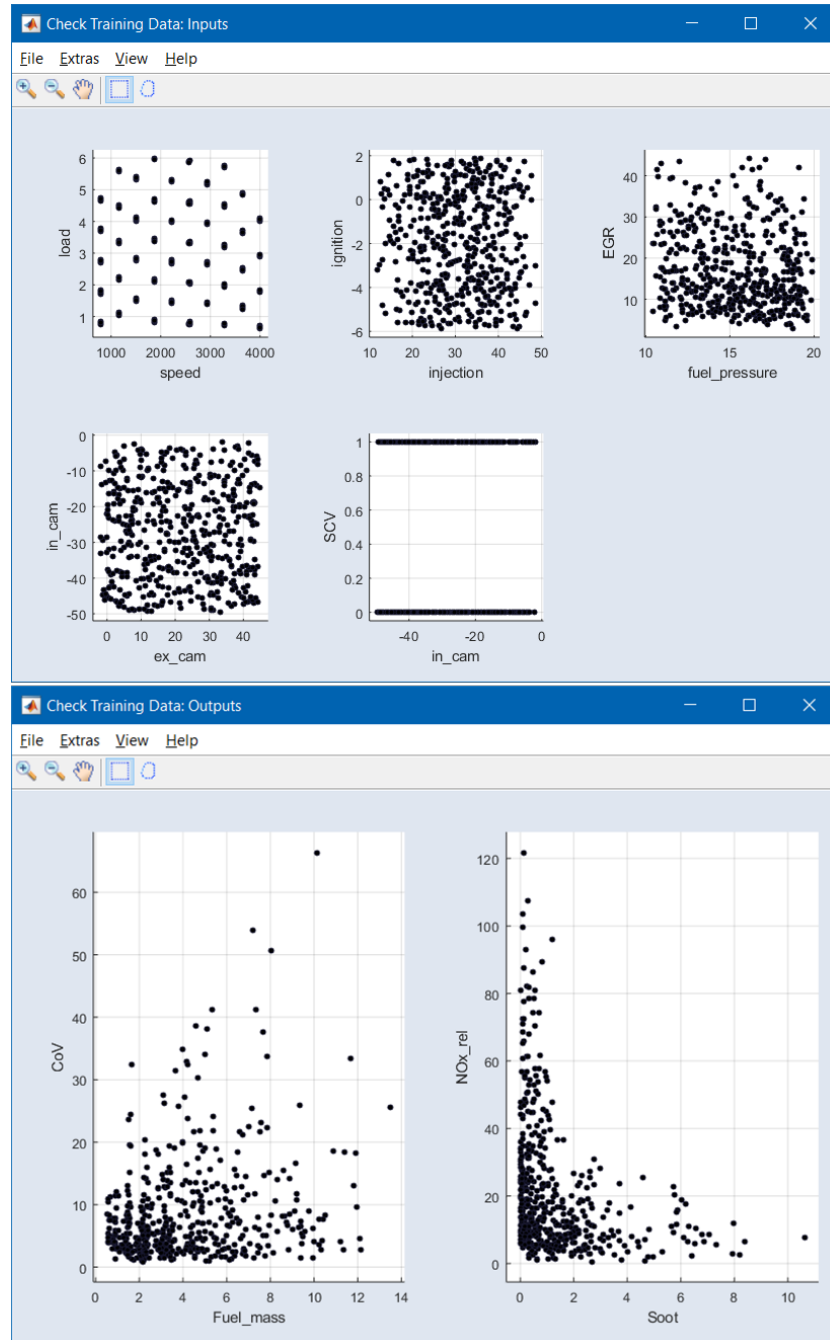 Check Training Data: Inputs
File Extras View Help
6
5
4
3
2
1
load
1000 2000 3000 4000
speed
2
0
-2
-4
-6
ignition
10 20 30 40 50
injection
40
30
20
10
EGR
10 15 20
fuel_pressure
0
-10
-20
-30
-40
-50
in_cam
0 10 20 30 40
ex_cam
1
0.8
0.6
0.4
0.2
0
SCV
-40 -20 0
in_cam
Check Training Data: Outputs
File Extras View Help
60
50
40
30
20
10
0
CoV
0 2 4 6 8 10 12 14
Fuel_mass
120
100
80
60
40
20
0
NOx_rel
0 2 4 6 8 10
Soot